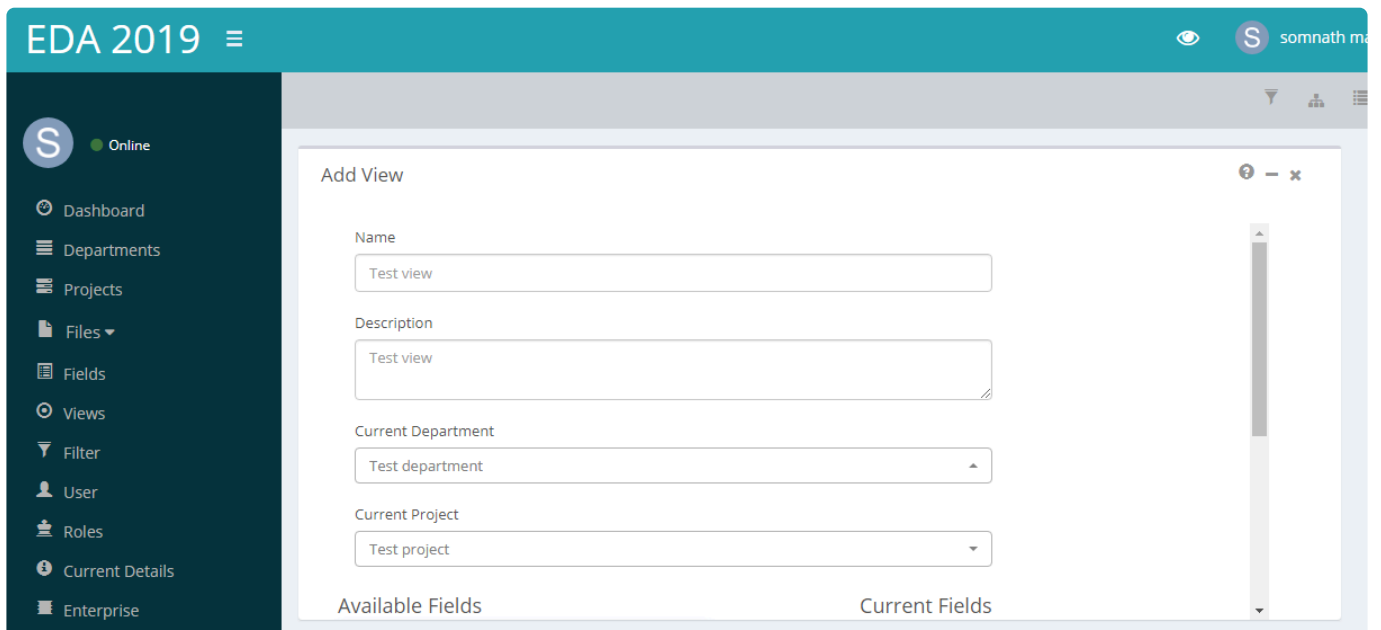 EDA 2019
S somnath
S
Online
Dashboard
Departments
Projects
Files
Fields
Views
Filter
User
Roles
Current Details
Enterprise
Add View
Name
Test view
Description
Test view
Current Department
Test department
Current Project
Test project
Available Fields
Current Fields